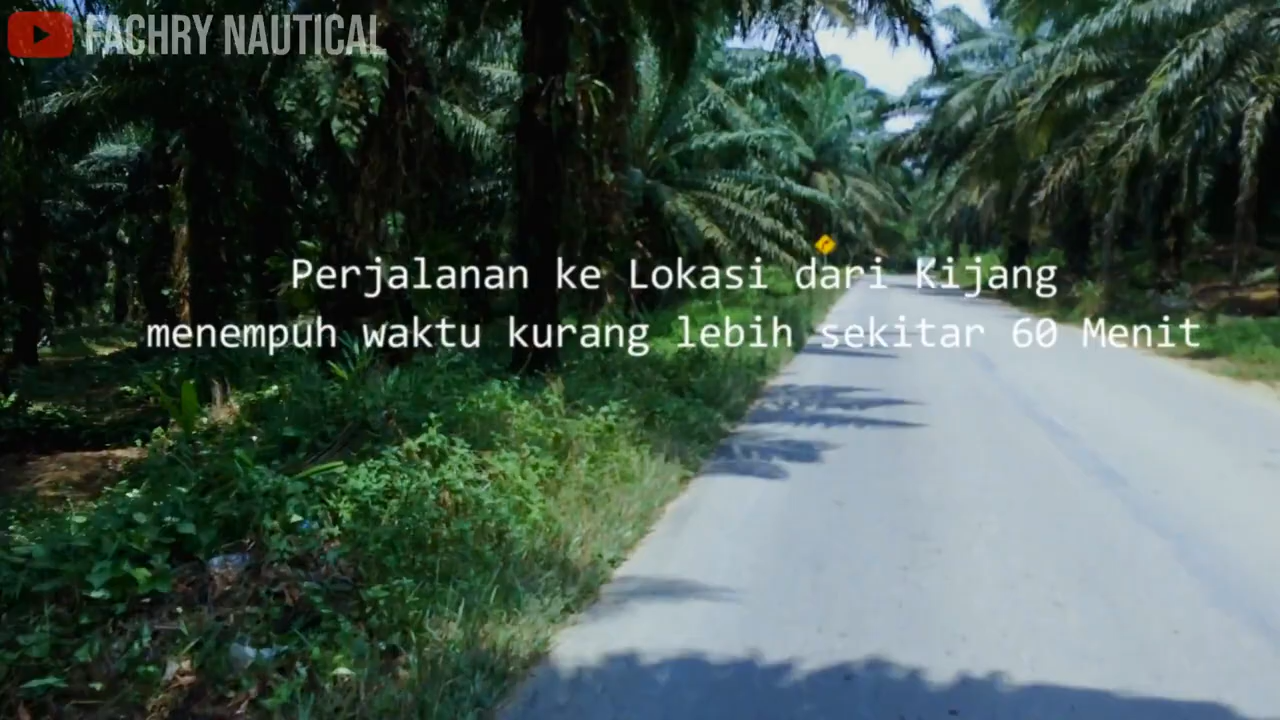 FACHRY NAUTICAL
Perjalanan ke Lokasi dari Kijang
menempuh waktu kurang lebih sekitar 60 Menit